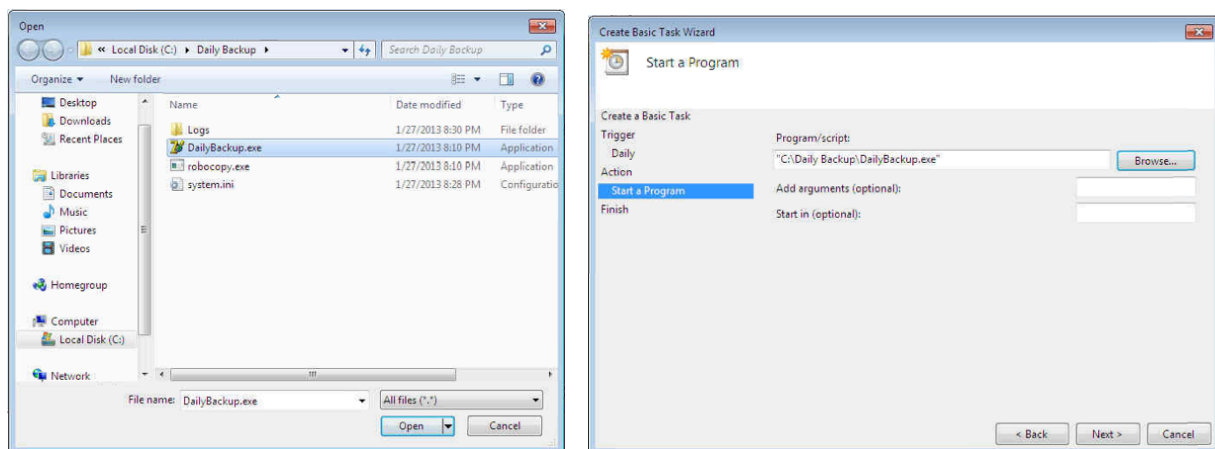 Open
« Local Disk (C:) ▸ Daily Backup ▸
Search Daily Backup
Organize ▾ New folder
Desktop
Downloads
Recent Places
Libraries
Documents
Music
Pictures
Videos
Homegroup
Computer
Local Disk (C:)
Network
Name Date modified Type
Logs 1/27/2013 8:30 PM File folder
DailyBackup.exe 1/27/2013 8:10 PM Application
robocopy.exe 1/27/2013 8:10 PM Application
system.ini 1/27/2013 8:28 PM Configuratio
File name: DailyBackup.exe All files (*.*)
Open Cancel
Create Basic Task Wizard
Start a Program
Create a Basic Task
Trigger
Daily
Action
Start a Program
Finish
Program/script:
"C:\Daily Backup\DailyBackup.exe" Browse...
Add arguments (optional):
Start in (optional):
< Back Next > Cancel